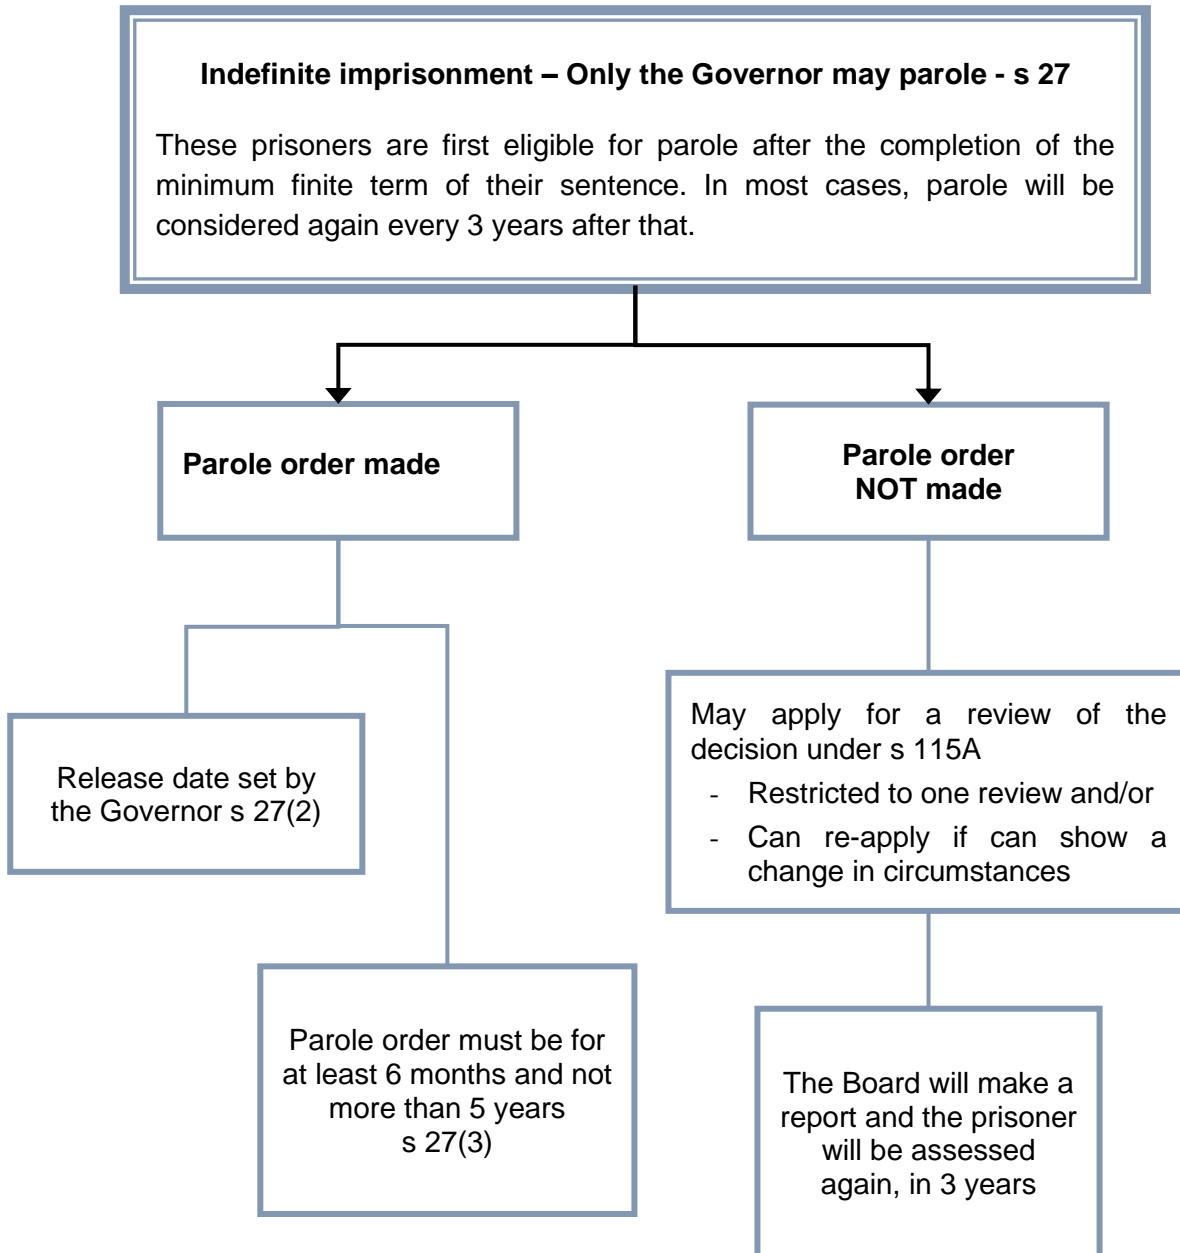 Indefinite imprisonment – Only the Governor may parole - s 27
These prisoners are first eligible for parole after the completion of the
minimum finite term of their sentence. In most cases, parole will be
considered again every 3 years after that.
Parole order made
Parole order
NOT made
Release date set by
the Governor s 27(2)
May apply for a review of the
decision under s 115A
- Restricted to one review and/or
- Can re-apply if can show a
change in circumstances
Parole order must be for
at least 6 months and not
more than 5 years
s 27(3)
The Board will make a
report and the prisoner
will be assessed
again, in 3 years